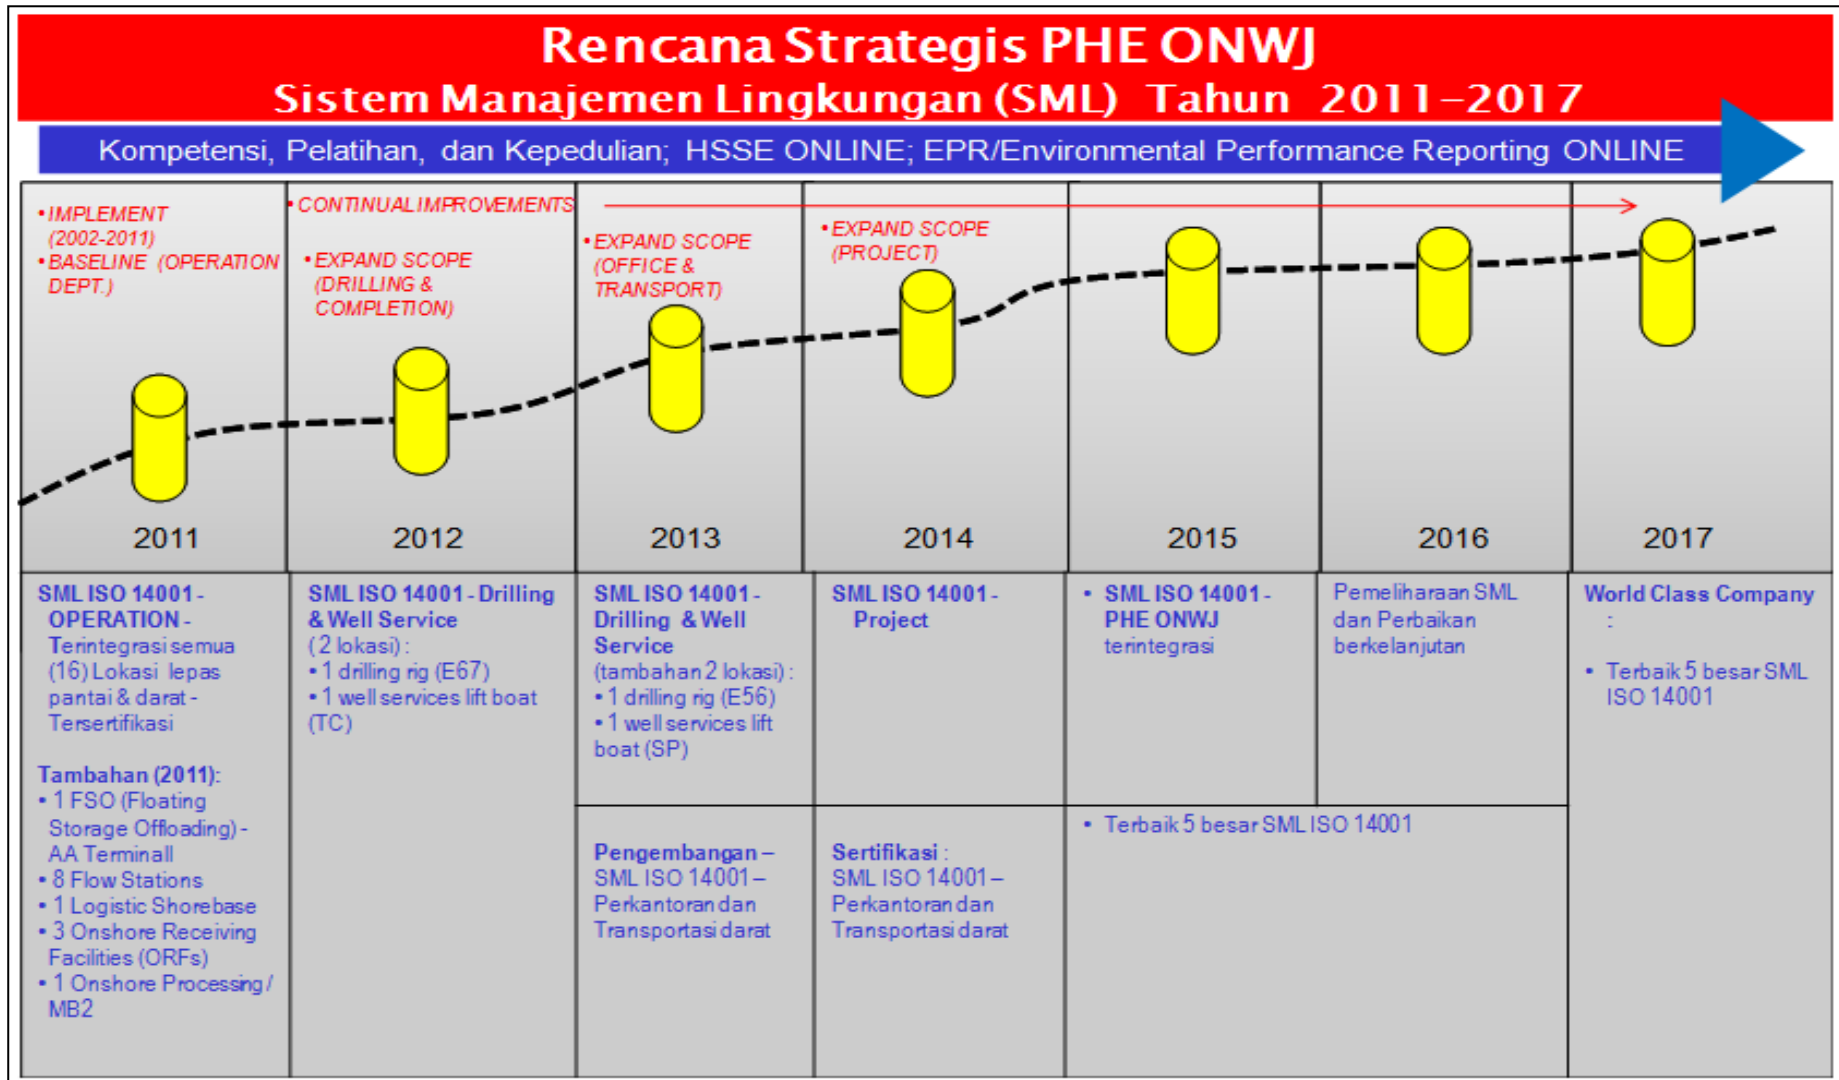 Rencana Strategis PHE ONWJ
Sistem Manajemen Lingkungan (SML) Tahun 2011-2017
Kompetensi, Pelatihan, dan Kepedulian; HSSE ONLINE; EPR/Environmental Performance Reporting ONLINE
• IMPLEMENT
(2002-2011)
• BASELINE (OPERATION
DEPT.)
• CONTINUAL IMPROVEMENTS
• EXPAND SCOPE
(DRILLING &
COMPLETION)
• EXPAND SCOPE
(OFFICE &
TRANSPORT)
• EXPAND SCOPE
(PROJECT)
2011
2012
2013
2014
2015
2016
2017
SML ISO 14001 -
OPERATION -
Terintegrasi semua
(16) Lokasi lepas
pantai & darat -
Tersertifikasi
Tambahan (2011):
• 1 FSO (Floating
Storage Offloading) -
AA Terminall
• 8 Flow Stations
• 1 Logistic Shorebase
• 3 Onshore Receiving
Facilities (ORFs)
• 1 Onshore Processing /
MB2
SML ISO 14001 - Drilling
& Well Service
( 2 lokasi) :
• 1 drilling rig (E67)
• 1 well services lift boat
(TC)
SML ISO 14001 -
Drilling & Well
Service
(tambahan 2 lokasi) :
• 1 drilling rig (E56)
• 1 well services lift
boat (SP)
Pengembangan –
SML ISO 14001 –
Perkantoran dan
Transportasi darat
SML ISO 14001 -
Project
Sertifikasi :
SML ISO 14001 –
Perkantoran dan
Transportasi darat
• SML ISO 14001 -
PHE ONWJ
terintegrasi
Pemeliharaan SML
dan Perbaikan
berkelanjutan
• Terbaik 5 besar SML ISO 14001
World Class Company
:
• Terbaik 5 besar SML
ISO 14001